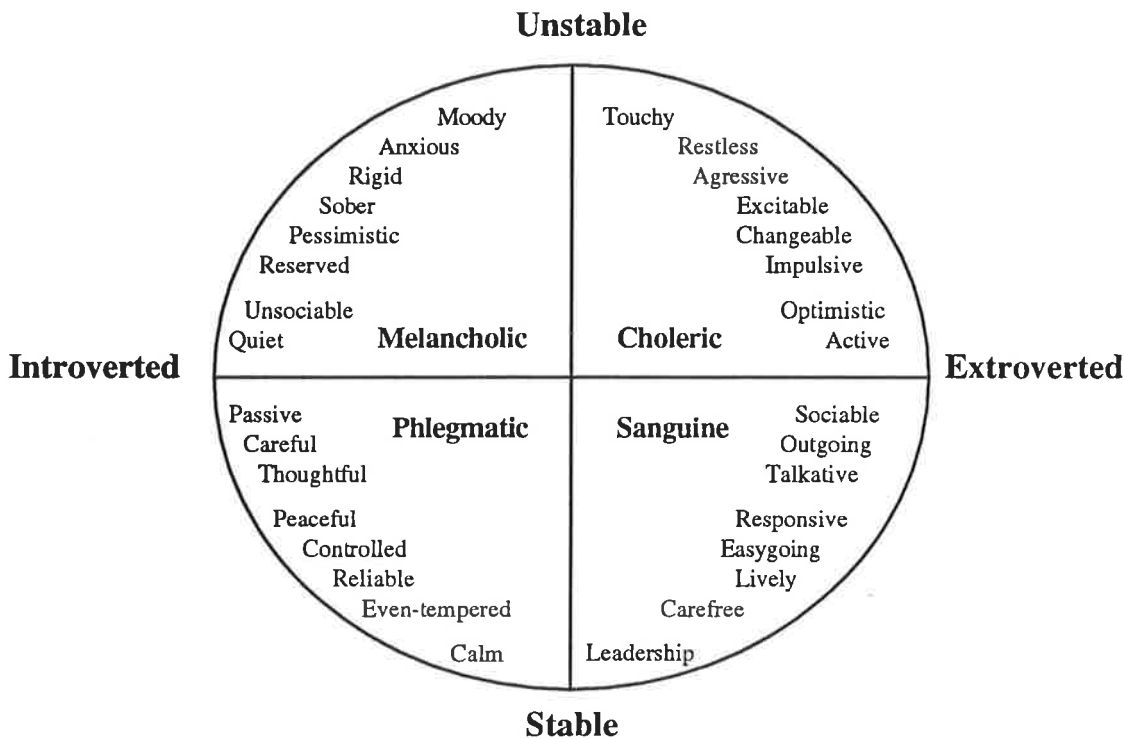 Unstable
Moody
Touchy
Anxious
Restless
Rigid
Agressive
Sober
Excitable
Pessimistic
Changeable
Reserved
Impulsive
Unsociable
Optimistic
Quiet
Melancholic
Choleric
Active
Introverted
Extroverted
Passive
Phlegmatic
Sanguine
Sociable
Careful
Outgoing
Thoughtful
Talkative
Peaceful
Responsive
Controlled
Easygoing
Reliable
Lively
Even-tempered
Carefree
Calm
Leadership
Stable